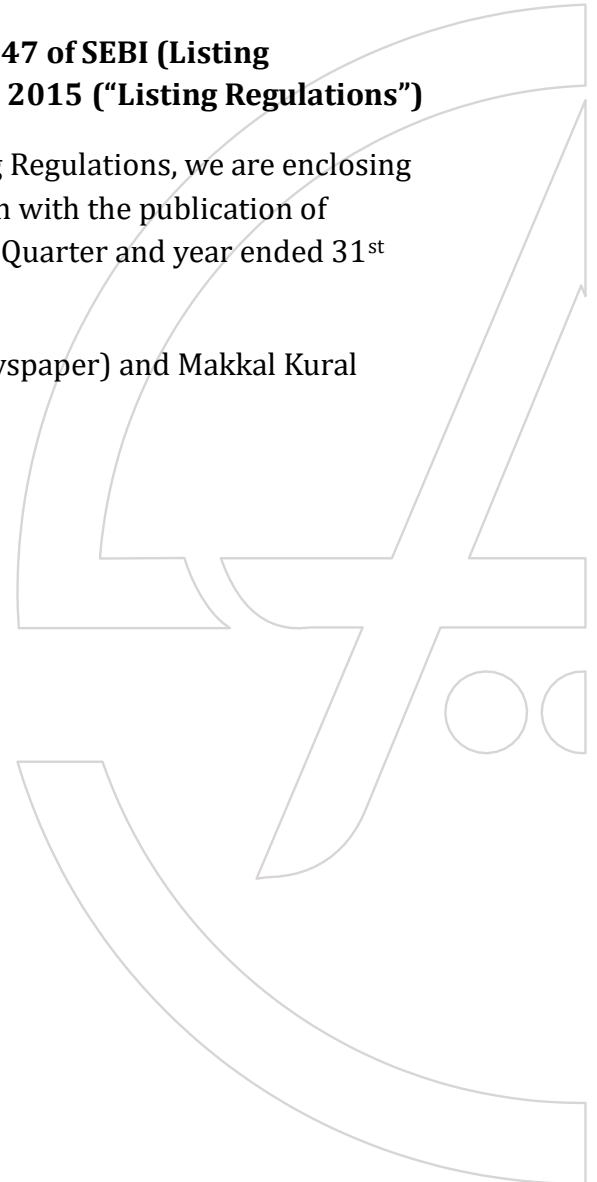 47 of SEBI (Listing
2015 (“Listing Regulations”)
Regulations, we are enclosing
with the publication of
Quarter and year ended 31st
and Makkal Kural